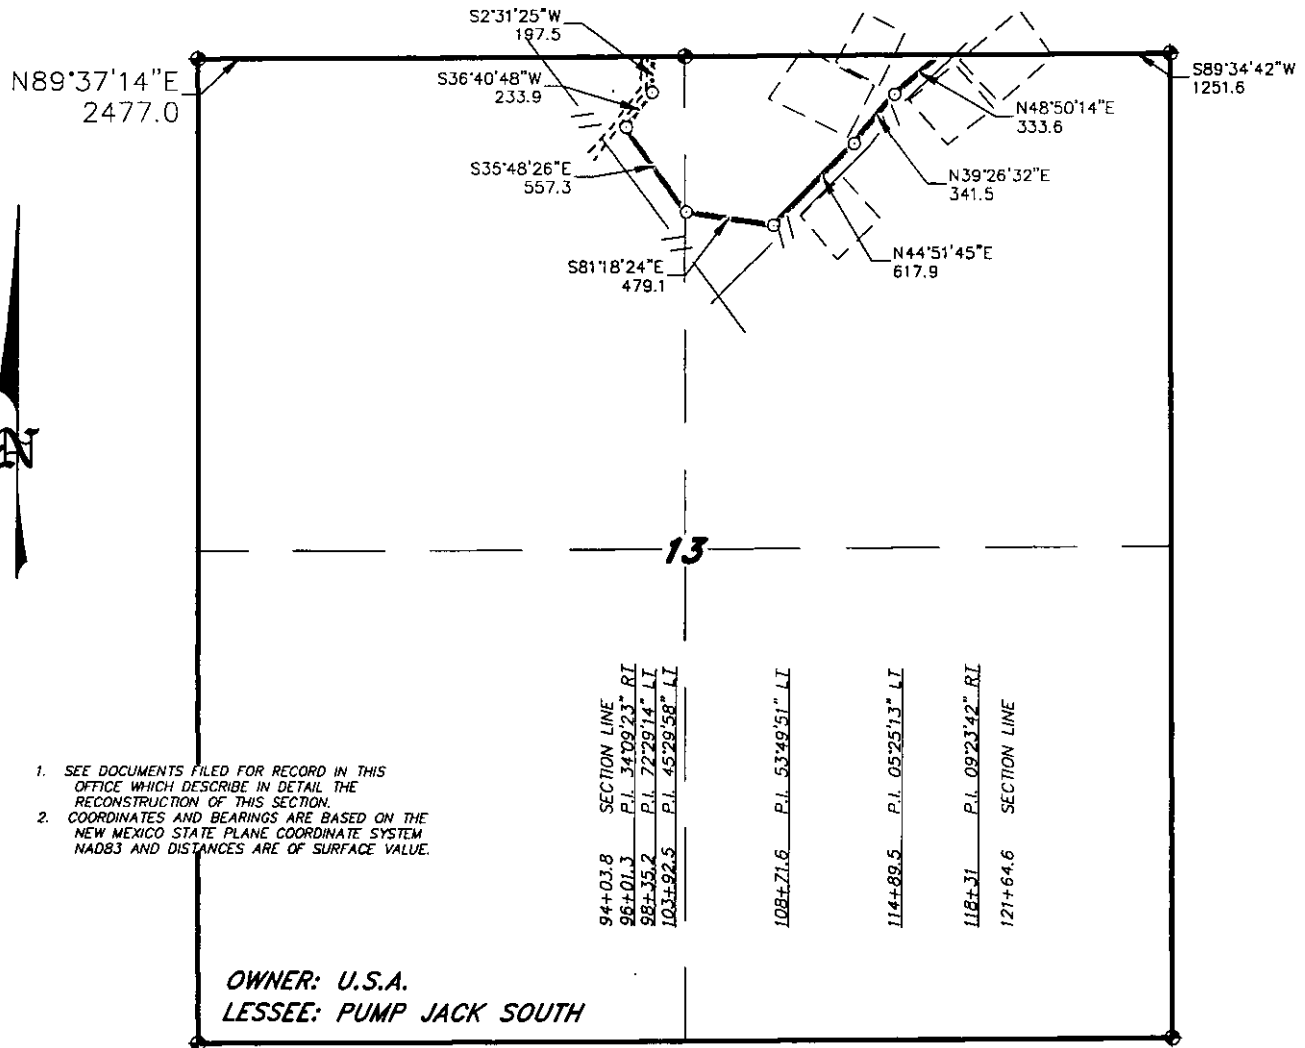 S2°31'25"W
197.5
N89°37'14"E
2477.0
S36°40'48"W
233.9
S89°34'42"W
1251.6
N48°50'14"E
333.6
S35°48'26"E
557.3
N39°26'32"E
341.5
S81°18'24"E
479.1
N44°51'45"E
617.9
N
13
94+03.8 SECTION LINE
96+01.3 P.I. 34°09'23" RT
98+35.2 P.I. 72°29'14" LT
103+92.5 P.I. 45°29'58" LT
108+71.6 P.I. 53°49'51" LT
114+89.5 P.I. 05°25'13" LT
118+31 P.I. 09°23'42" RT
121+64.6 SECTION LINE
1. SEE DOCUMENTS FILED FOR RECORD IN THIS
OFFICE WHICH DESCRIBE IN DETAIL THE
RECONSTRUCTION OF THIS SECTION.
2. COORDINATES AND BEARINGS ARE BASED ON THE
NEW MEXICO STATE PLANE COORDINATE SYSTEM
NAD83 AND DISTANCES ARE OF SURFACE VALUE.
OWNER: U.S.A.
LESSEE: PUMP JACK SOUTH